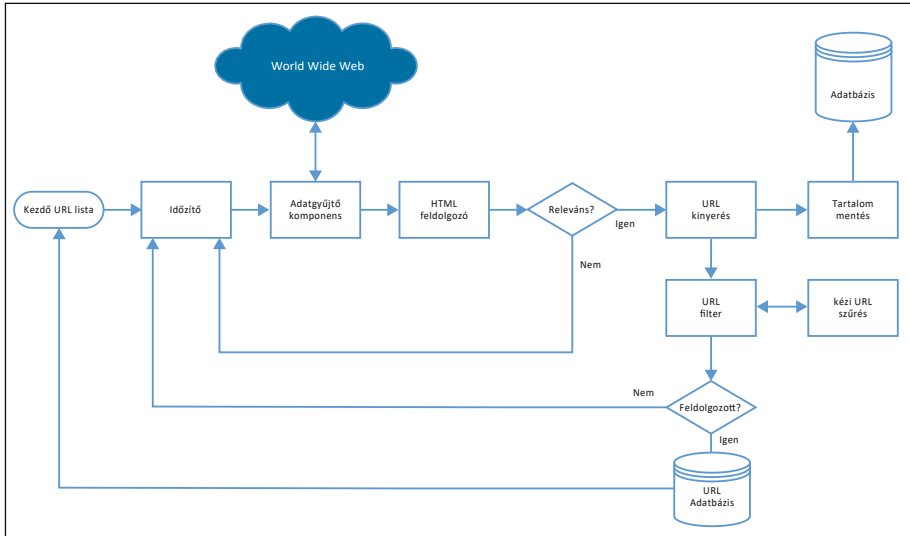 World Wide Web
Adatbázis
Kezdő URL lista
Időzítő
Adatgyűjtő
komponens
HTML
feldolgozó
Releváns?
Igen
URL
kinyerés
Tartalom
mentés
Nem
URL
filter
kézi URL
szűrés
Nem
Feldolgozott?
Igen
URL
Adatbázis